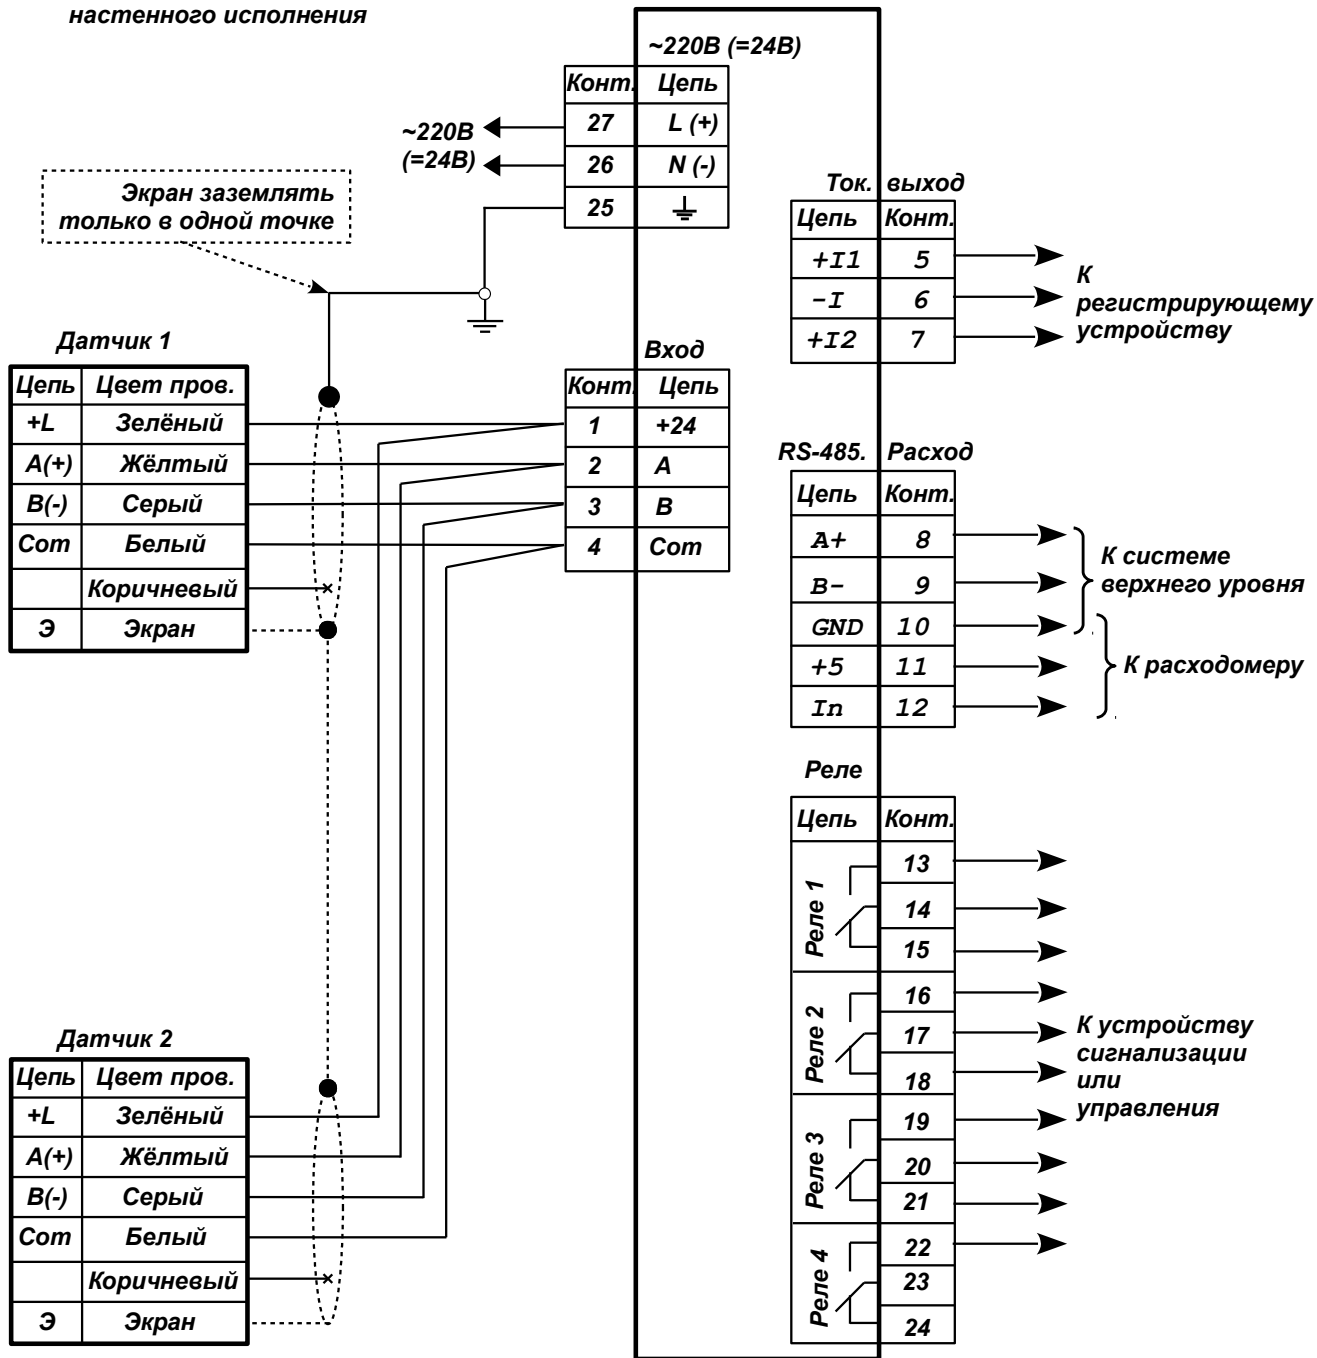 настенного исполнения
~220В (=24В)
Конт. Цепь
27 L (+)
26 N (-)
25
~220В
(=24В)
Экран заземлять
только в одной точке
Ток. выход
Цепь Конт.
+I1 5
-I 6
+I2 7
К
регистрирующему
устройству
Датчик 1
Цепь Цвет пров.
+L Зелёный
A(+) Жёлтый
B(-) Серый
Com Белый
Коричневый
Э Экран
Вход
Конт. Цепь
1 +24
2 A
3 B
4 Com
RS-485. Расход
Цепь Конт.
A+ 8
B- 9
GND 10
+5 11
In 12
К системе
верхнего уровня
К расходомеру
Реле
Цепь Конт.
Реле 1
13
14
15
Реле 2
16
17
18
Реле 3
19
20
21
Реле 4
22
23
24
К устройству
сигнализации
или
управления
Датчик 2
Цепь Цвет пров.
+L Зелёный
A(+) Жёлтый
B(-) Серый
Com Белый
Коричневый
Э Экран